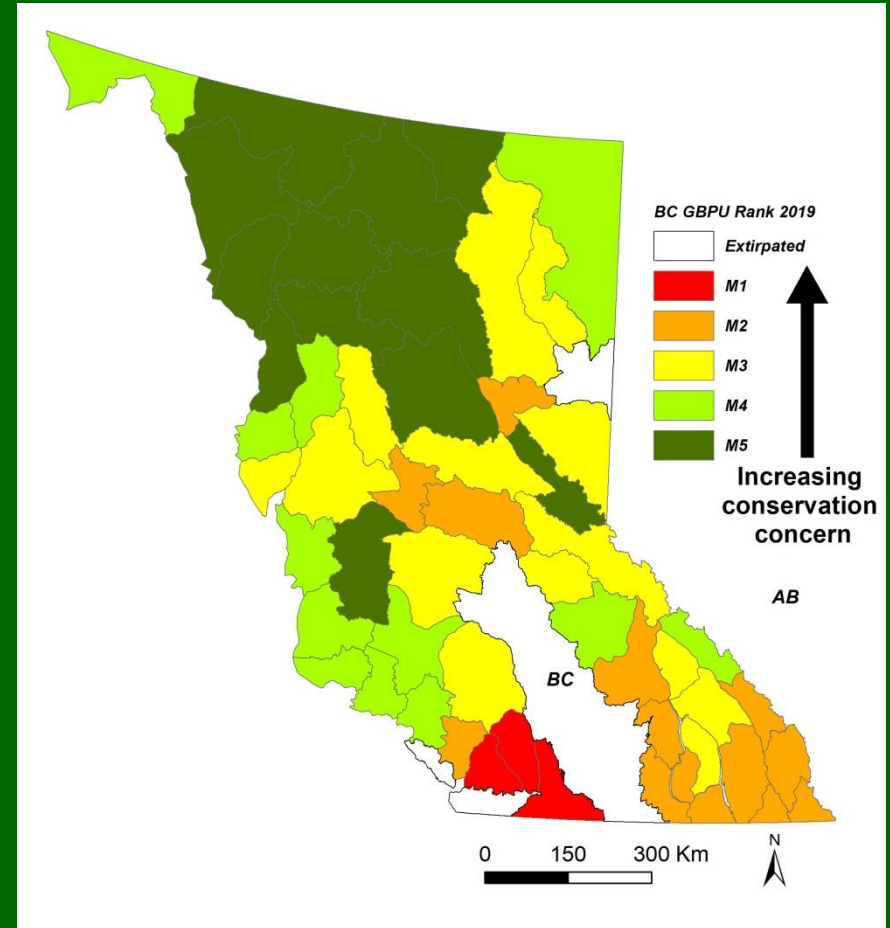 BC GBPU Rank 2019
Extirpated
M1
M2
M3
M4
M5
Increasing
conservation
concern
AB
BC
N
0 150 300 Km